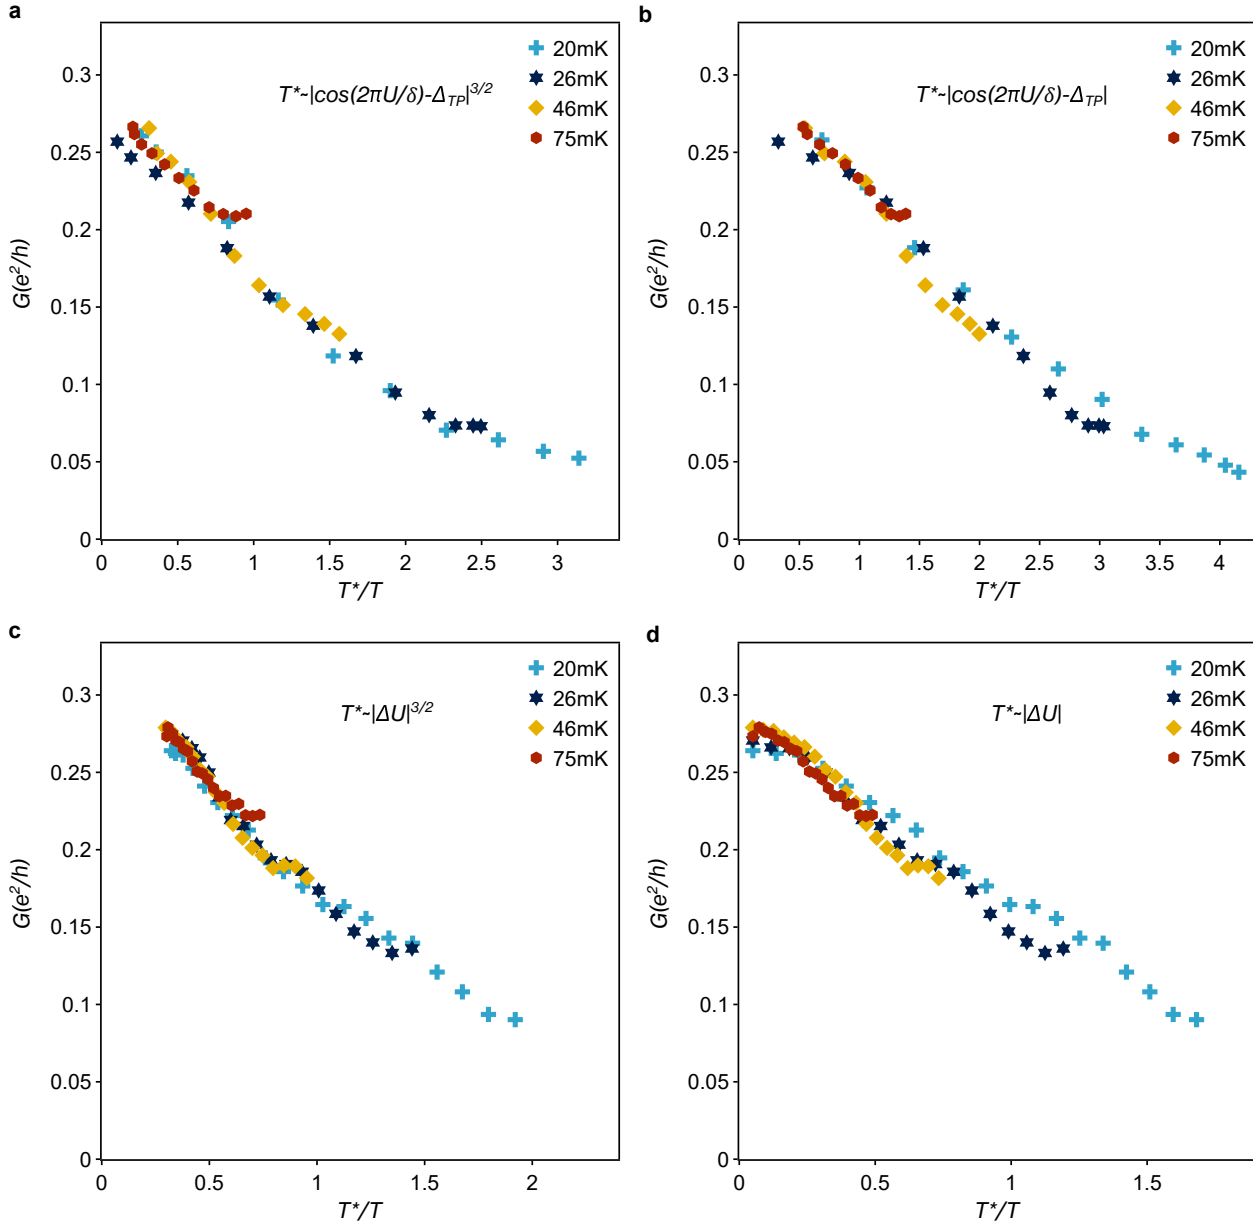 a
0.3
0.25
0.2
0.15
0.1
0.05
0
G(e²/h)
T*~|cos(2πU/δ)-Δ_TP|^3/2
20mK
26mK
46mK
75mK
0 0.5 1 1.5 2 2.5 3
T*/T
b
0.3
0.25
0.2
0.15
0.1
0.05
0
G(e²/h)
T*~|cos(2πU/δ)-Δ_TP|
20mK
26mK
46mK
75mK
0 0.5 1 1.5 2 2.5 3 3.5 4
T*/T
c
0.3
0.25
0.2
0.15
0.1
0.05
0
G(e²/h)
T*~|ΔU|^3/2
20mK
26mK
46mK
75mK
0 0.5 1 1.5 2
T*/T
d
0.3
0.25
0.2
0.15
0.1
0.05
0
G(e²/h)
T*~|ΔU|
20mK
26mK
46mK
75mK
0 0.5 1 1.5
T*/T